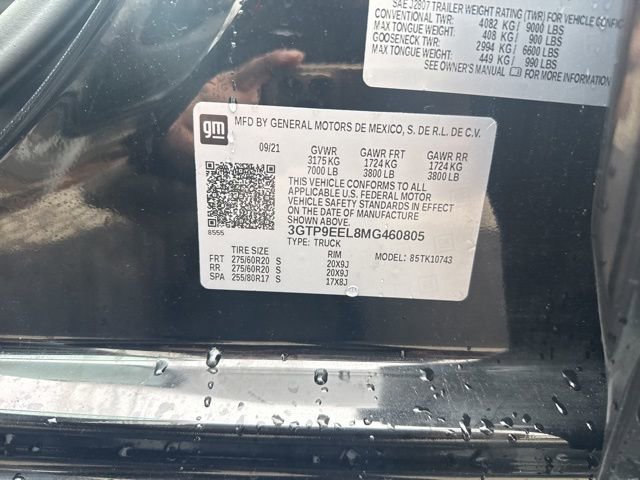 SAE J2807 TRAILER WEIGHT RATING (TWR) FOR VEHICLE CONFIG
CONVENTIONAL TWR: 4082 KG/ 9000 LBS
MAX TONGUE WEIGHT: 408 KG/ 900 LBS
GOOSENECK TWR: 2994 KG/ 6600 LBS
MAX TONGUE WEIGHT: 449 KG/ 990 LBS
SEE OWNER'S MANUAL FOR MORE INFORMATION
gm MFD BY GENERAL MOTORS DE MEXICO, S. DE R.L. DE C.V.
09/21 GVWR GAWR FRT GAWR RR
3175 KG 1724 KG 1724 KG
7000 LB 3800 LB 3800 LB
THIS VEHICLE CONFORMS TO ALL
APPLICABLE U.S. FEDERAL MOTOR
VEHICLE SAFETY STANDARDS IN EFFECT
ON THE DATE OF MANUFACTURE SHOWN ABOVE.
8555 3GTP9EEL8MG460805
TYPE: TRUCK
TIRE SIZE RIM MODEL: 85TK10743
FRT 275/60R20 S 20X9J
RR 275/60R20 S 20X9J
SPA 255/80R17 S 17X8J